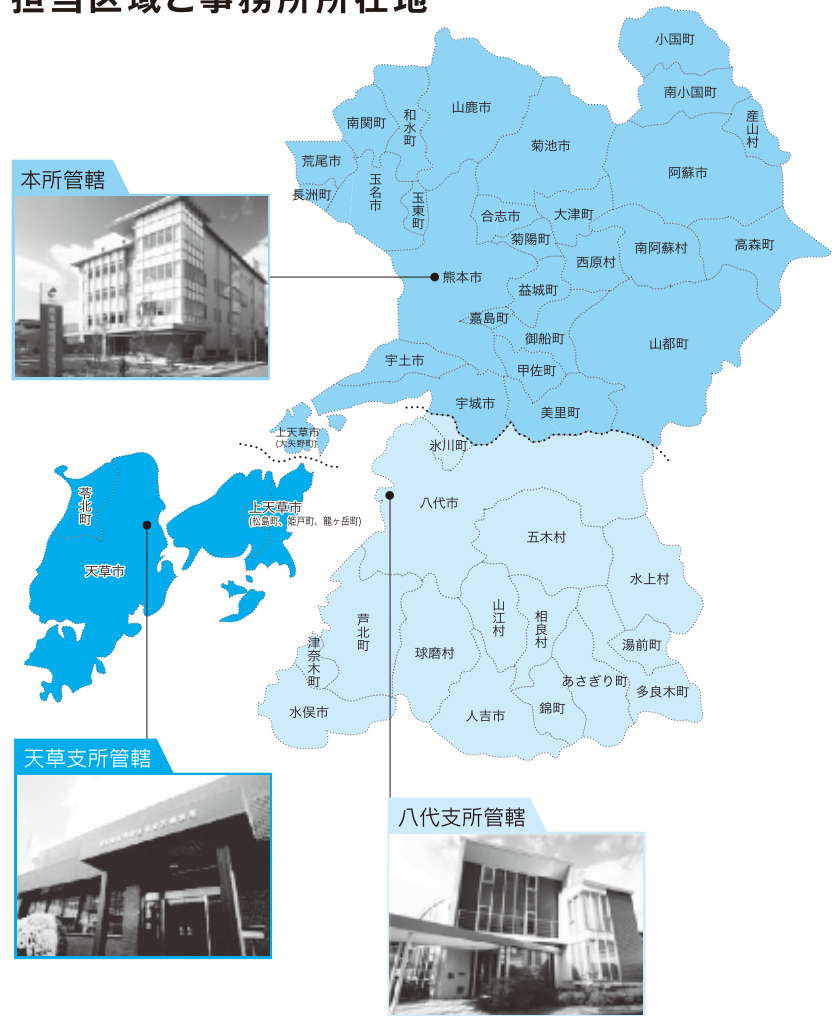 担当区域と事務所所在地
小国町
南小国町
産山村
山鹿市
和水町
南関町
菊池市
荒尾市
阿蘇市
本所管轄
玉名市
長洲町
玉東町
合志市
大津町
菊陽町
南阿蘇村
高森町
西原村
熊本市
益城町
嘉島町
御船町
山都町
宇土市
甲佐町
宇城市
美里町
上天草市
(大矢野町)
氷川町
苓北町
上天草市
(松島町、姫戸町、龍ヶ岳町)
八代市
五木村
天草市
水上村
山江村
相良村
芦北町
津奈木町
球磨村
湯前町
あさぎり町
多良木町
水俣市
人吉市
錦町
天草支所管轄
八代支所管轄